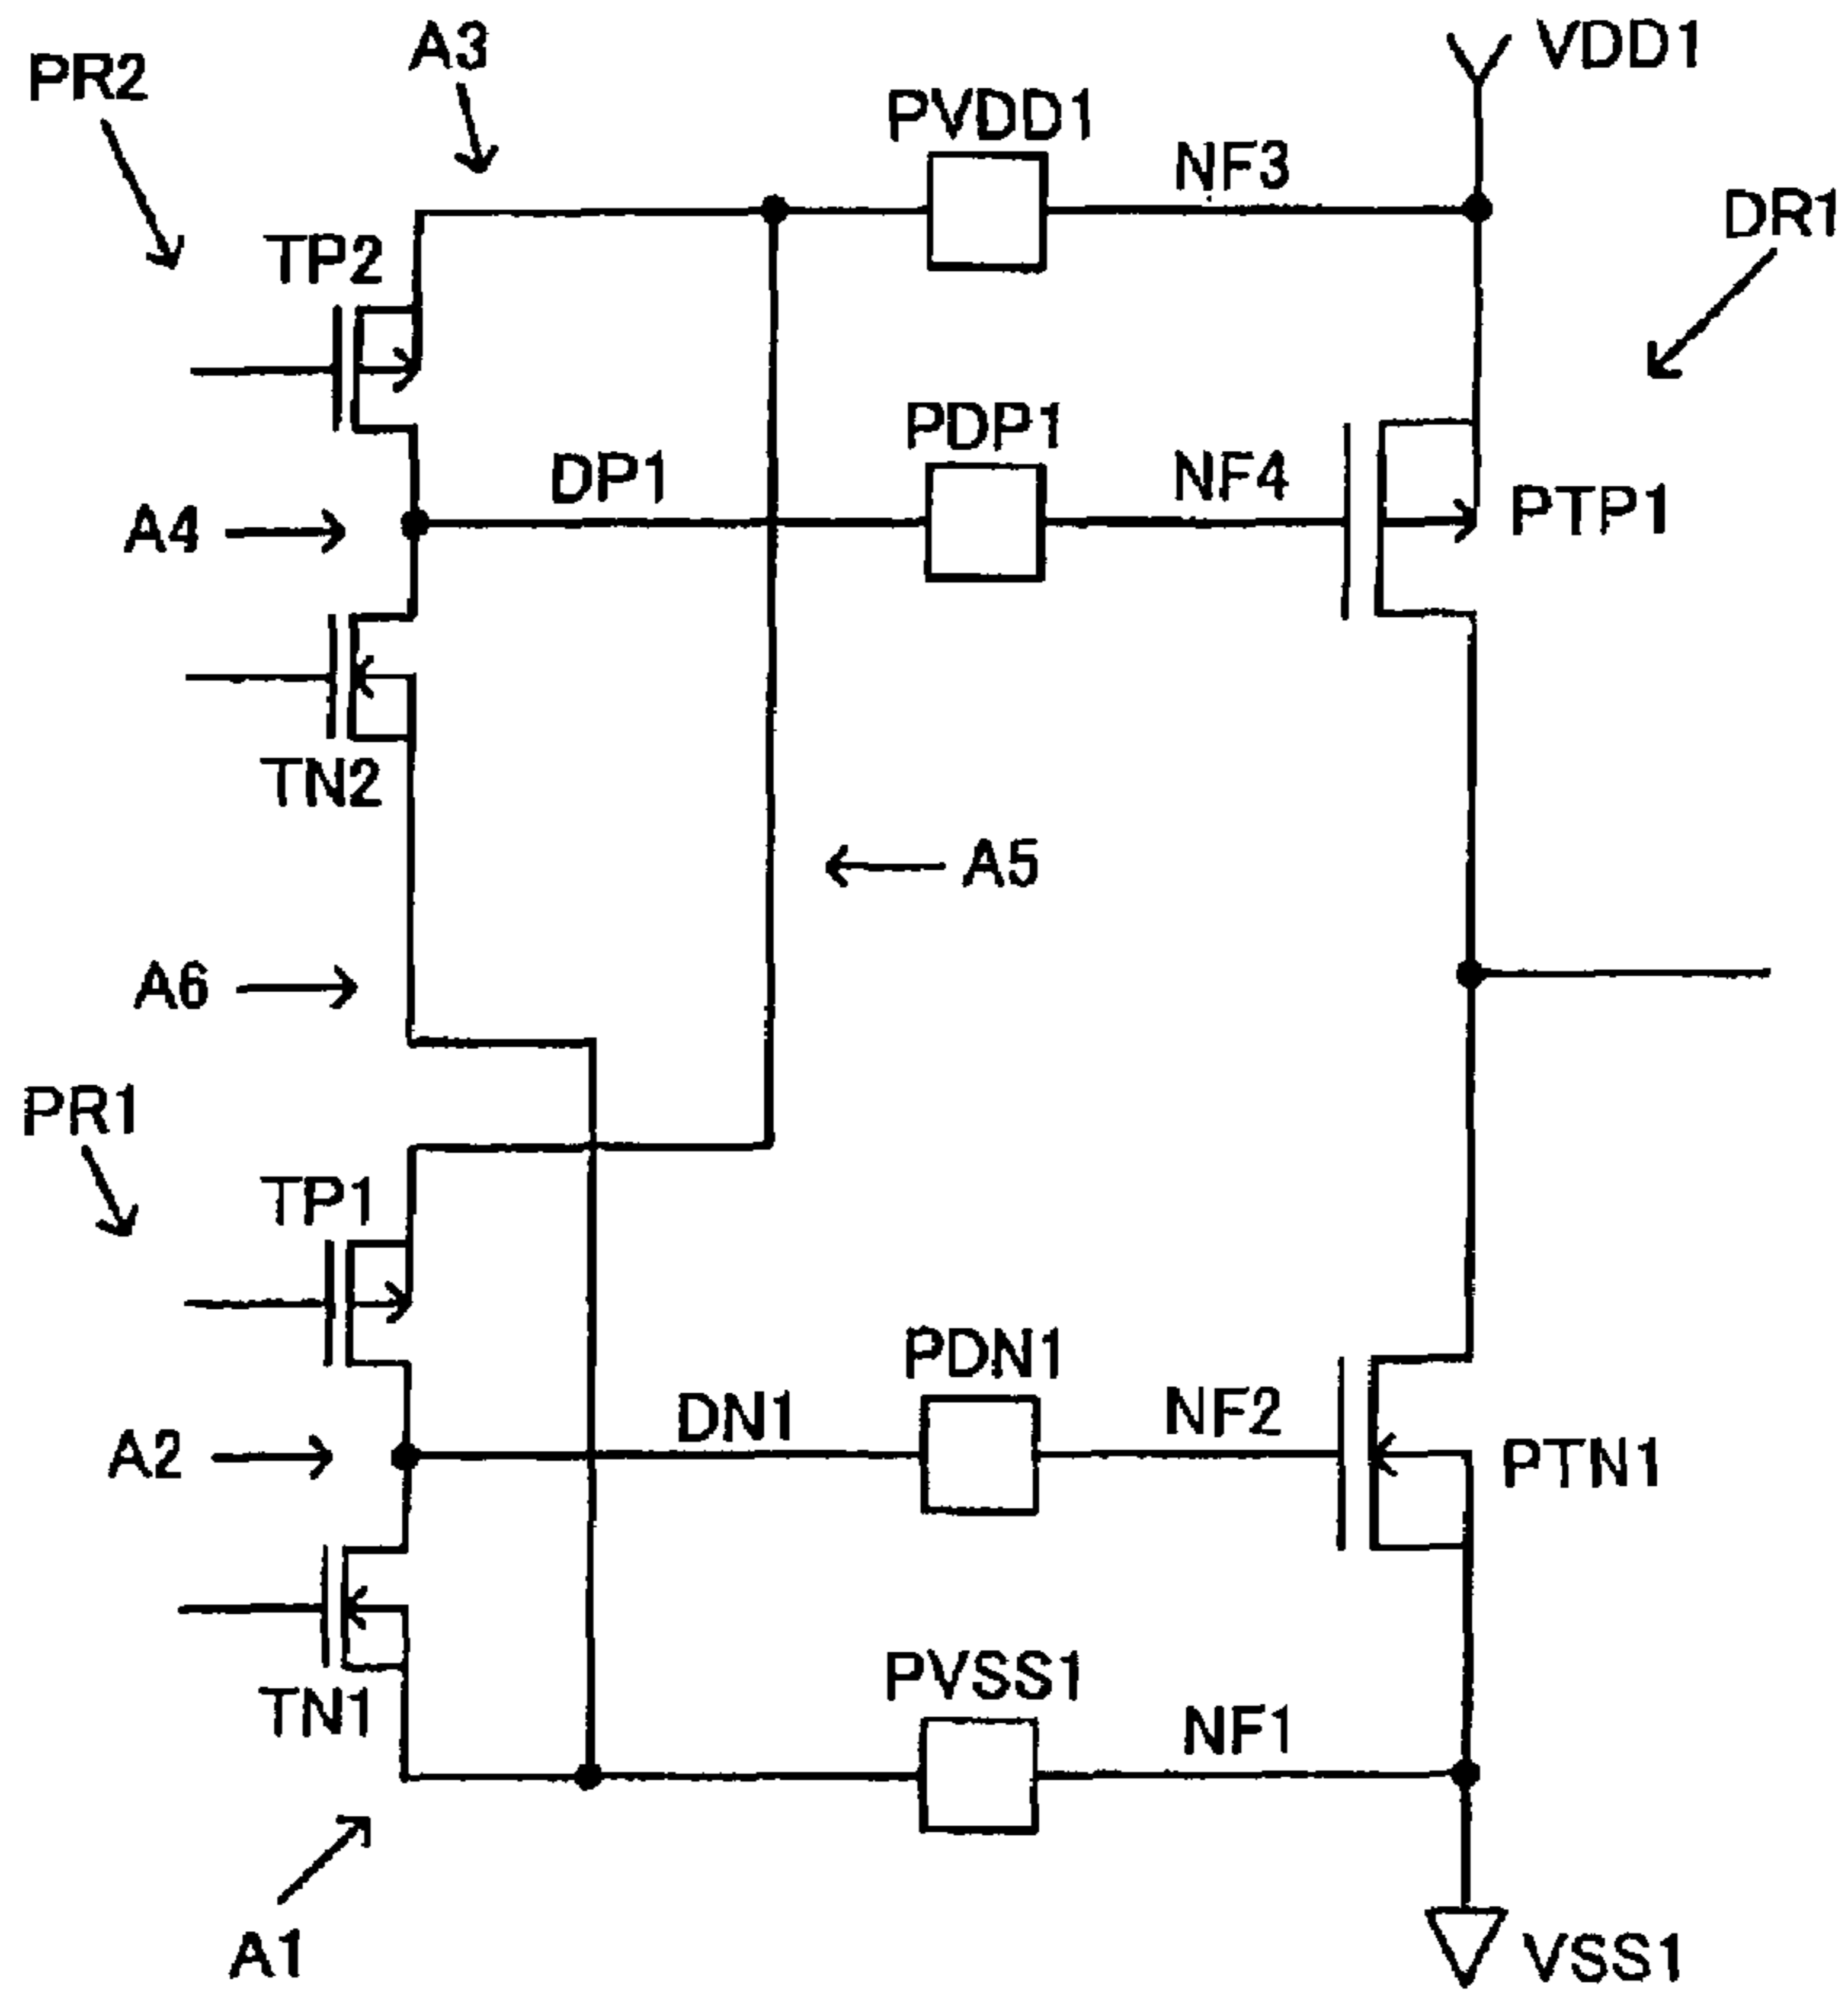 A3
VDD1
PR2
PVDD1
NF3
DR1
TP2
PDP1
DP1
NF4
PTP1
A4
TN2
A5
A6
PR1
TP1
PDN1
DN1
NF2
A2
PTN1
PVSS1
TN1
NF1
A1
VSS1